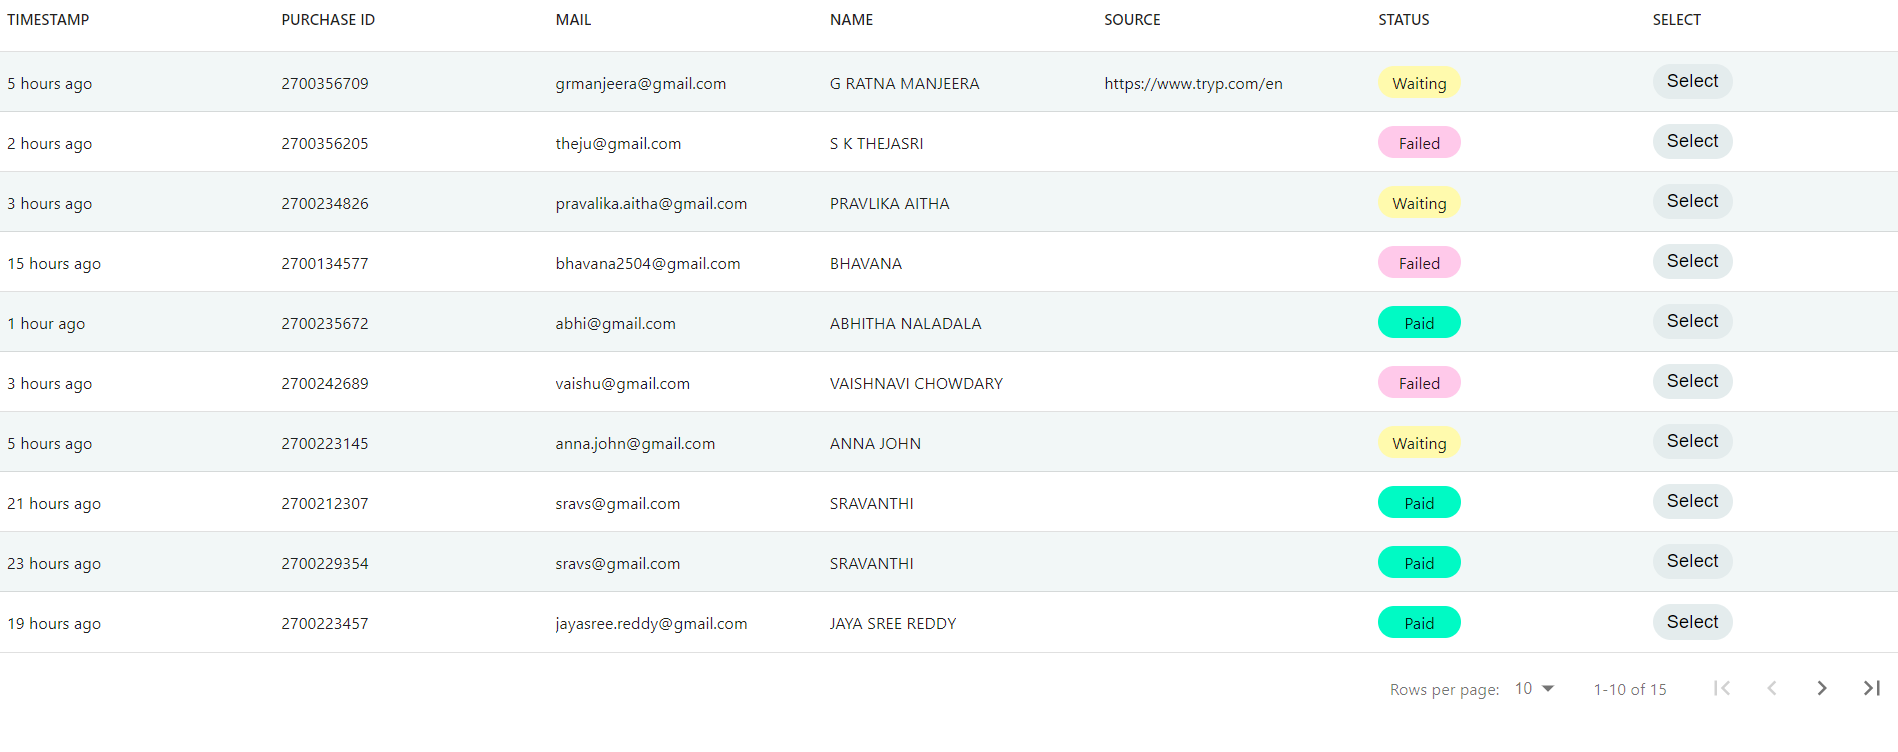 TIMESTAMP PURCHASE ID MAIL NAME SOURCE STATUS SELECT
5 hours ago 2700356709 grmanjeera@gmail.com G RATNA MANJEERA https://www.tryp.com/en Waiting Select
2 hours ago 2700356205 theju@gmail.com S K THEJASRI Failed Select
3 hours ago 2700234826 pravalika.aitha@gmail.com PRAVLIKA AITHA Waiting Select
15 hours ago 2700134577 bhavana2504@gmail.com BHAVANA Failed Select
1 hour ago 2700235672 abhi@gmail.com ABHITHA NALADALA Paid Select
3 hours ago 2700242689 vaishu@gmail.com VAISHNAVI CHOWDARY Failed Select
5 hours ago 2700223145 anna.john@gmail.com ANNA JOHN Waiting Select
21 hours ago 2700212307 sravs@gmail.com SRAVANTHI Paid Select
23 hours ago 2700229354 sravs@gmail.com SRAVANTHI Paid Select
19 hours ago 2700223457 jayasree.reddy@gmail.com JAYA SREE REDDY Paid Select
Rows per page: 10 1-10 of 15